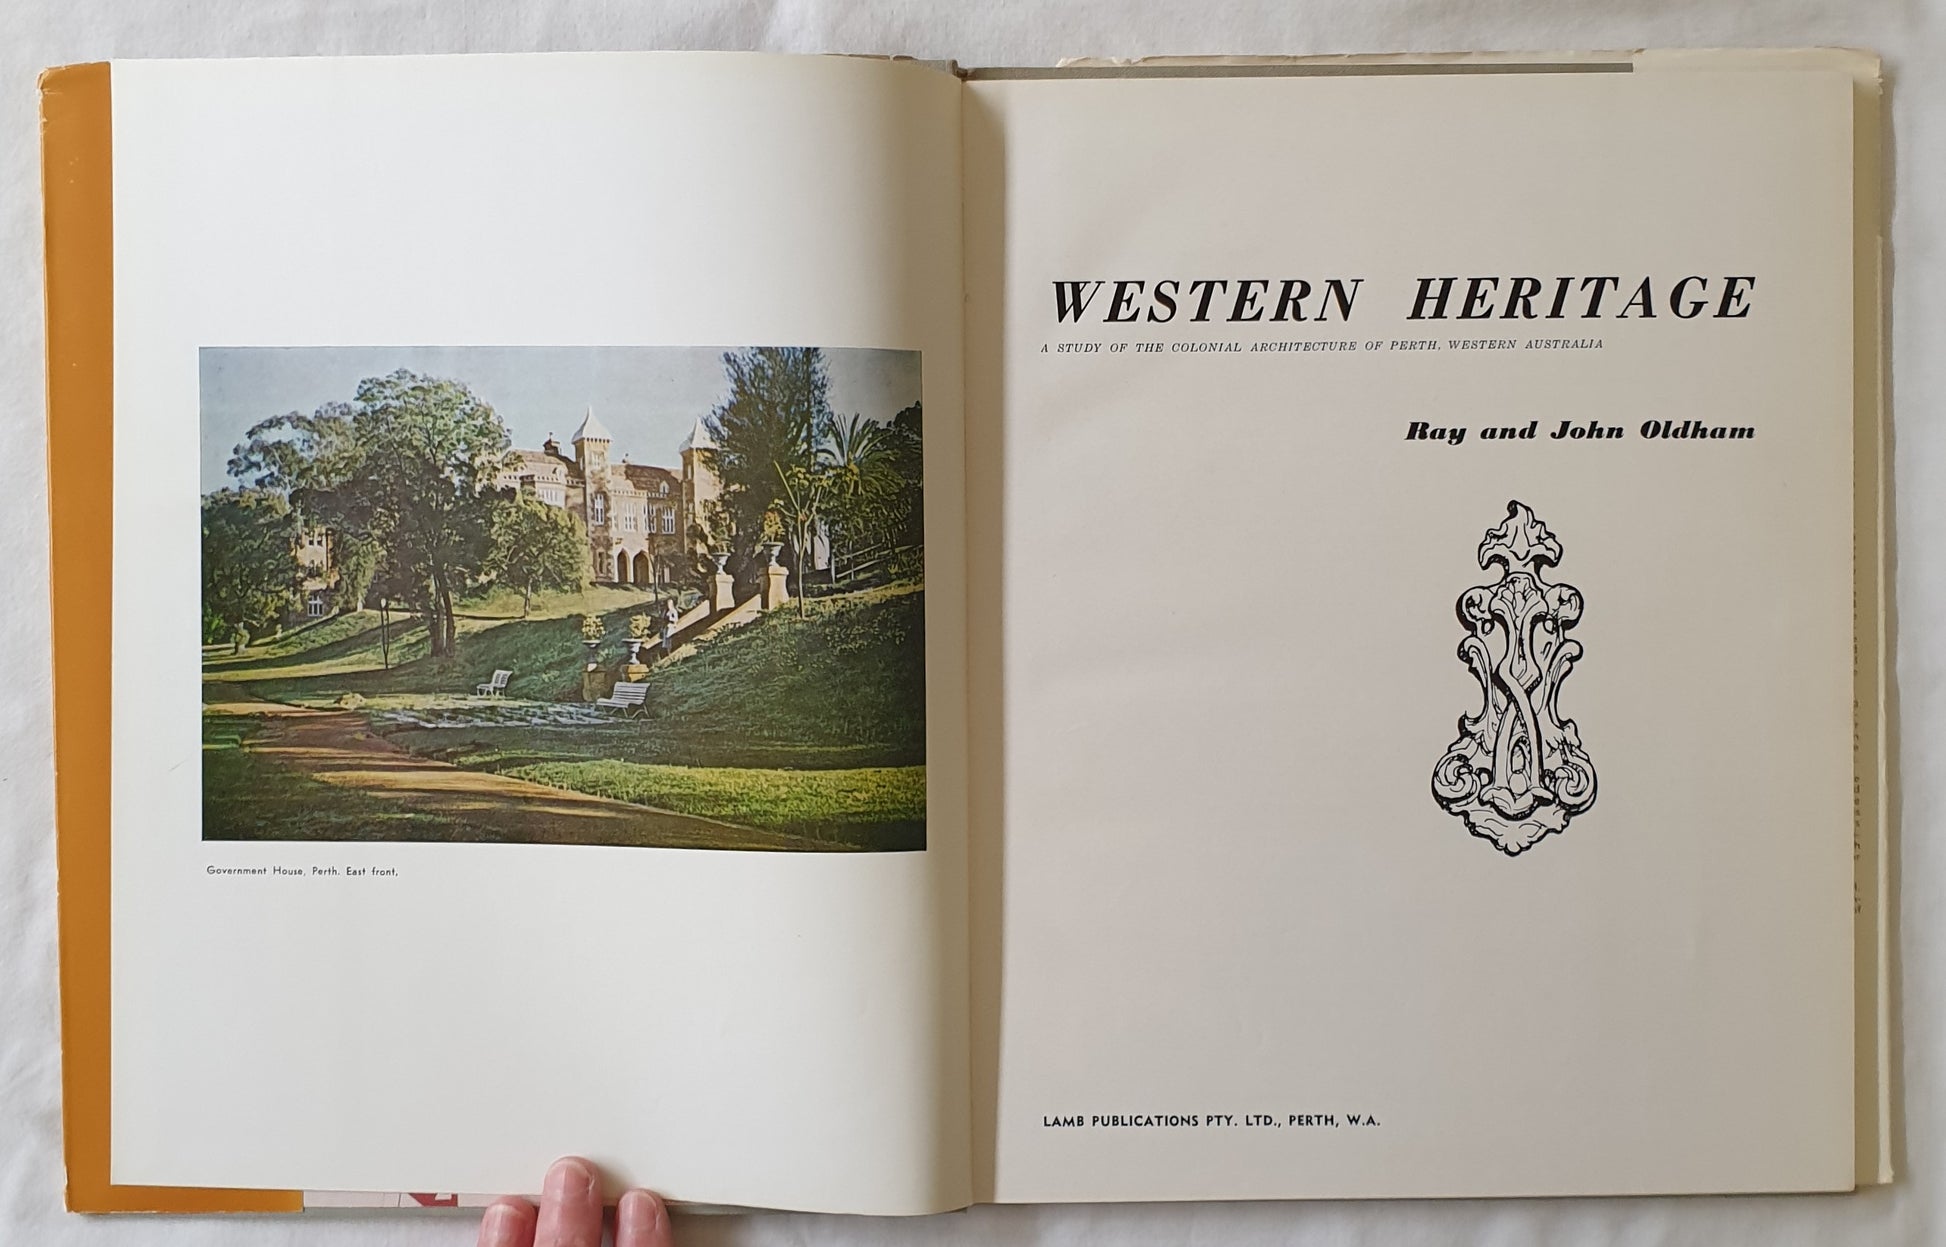 Government House, Perth. East front,
WESTERN HERITAGE
A STUDY OF THE COLONIAL ARCHITECTURE OF PERTH, WESTERN AUSTRALIA
Ray and John Oldham
LAMB PUBLICATIONS PTY. LTD., PERTH, W.A.